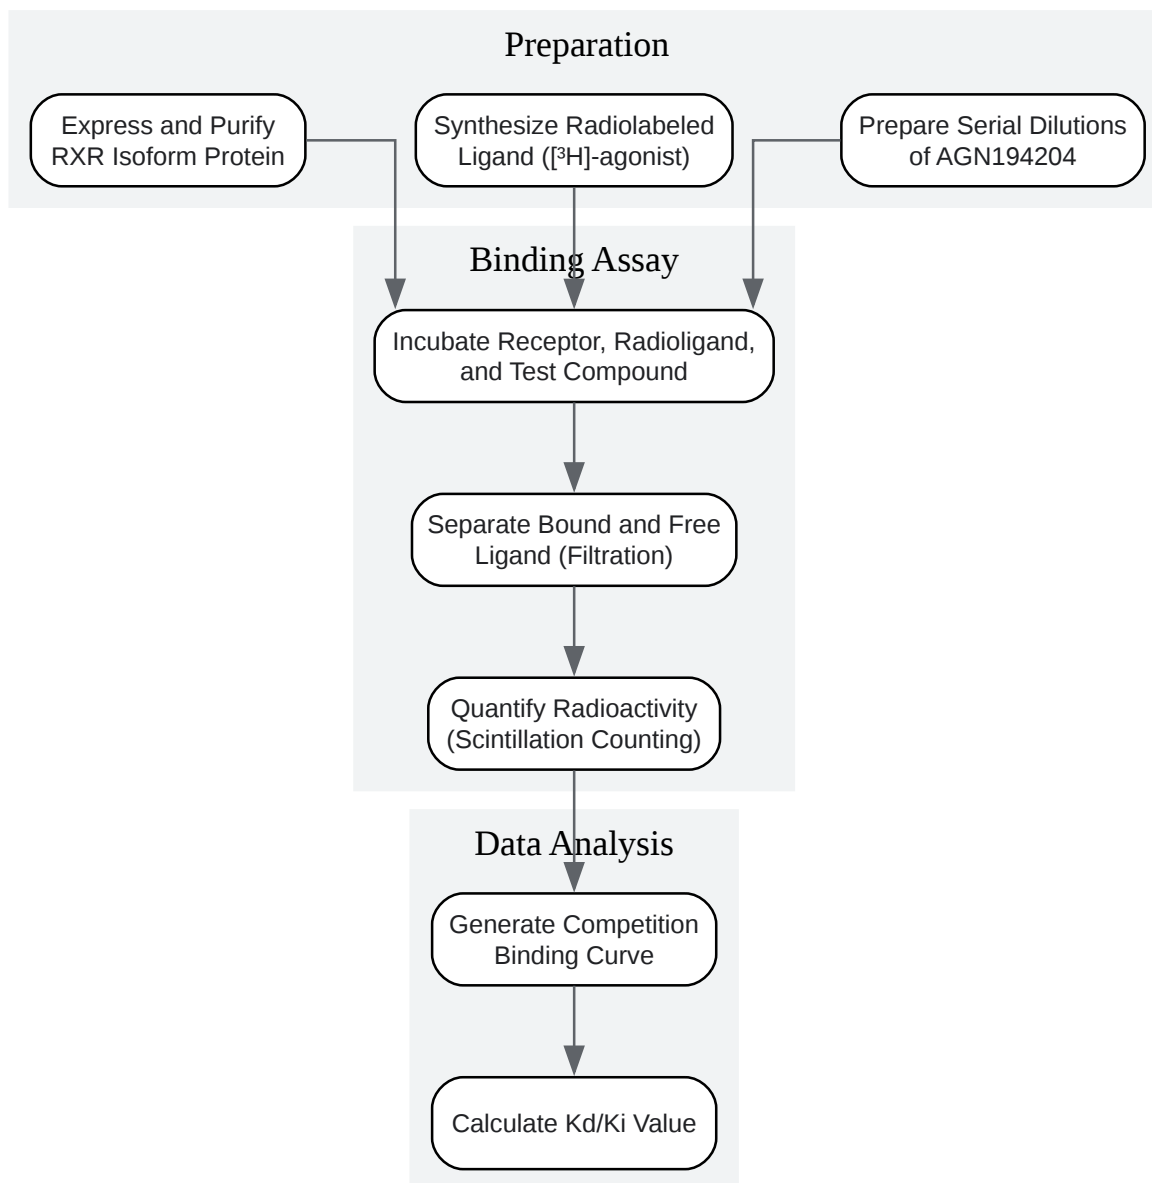 Preparation
Express and Purify
RXR Isoform Protein
Synthesize Radiolabeled
Ligand ([³H]-agonist)
Prepare Serial Dilutions
of AGN194204
Binding Assay
Incubate Receptor, Radioligand,
and Test Compound
Separate Bound and Free
Ligand (Filtration)
Quantify Radioactivity
(Scintillation Counting)
Data Analysis
Generate Competition
Binding Curve
Calculate Kd/Ki Value